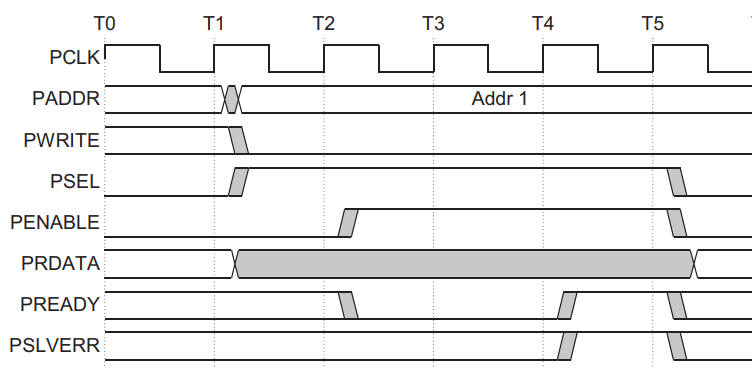 T0 T1 T2 T3 T4 T5
PCLK
PADDR Addr 1
PWRITE
PSEL
PENABLE
PRDATA
PREADY
PSLVERR